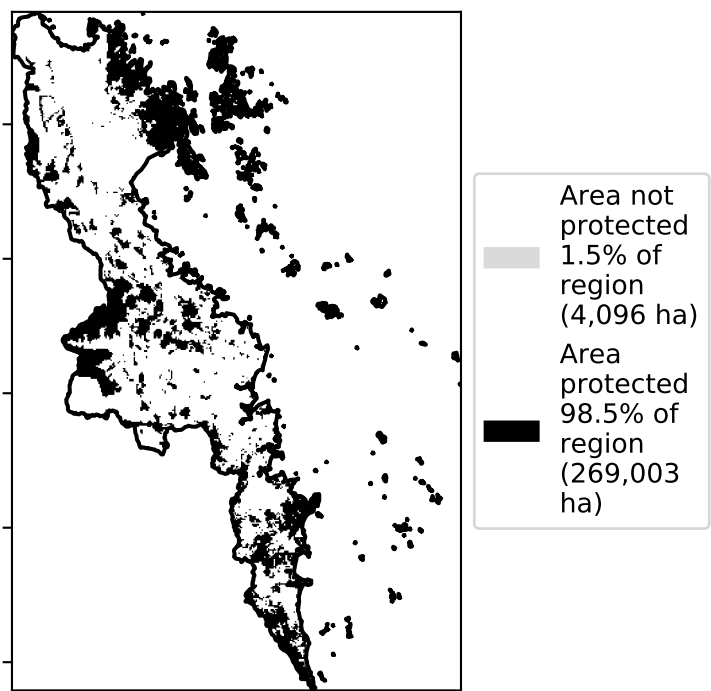 Area not
protected
1.5% of
region
(4,096 ha)
Area
protected
98.5% of
region
(269,003
ha)